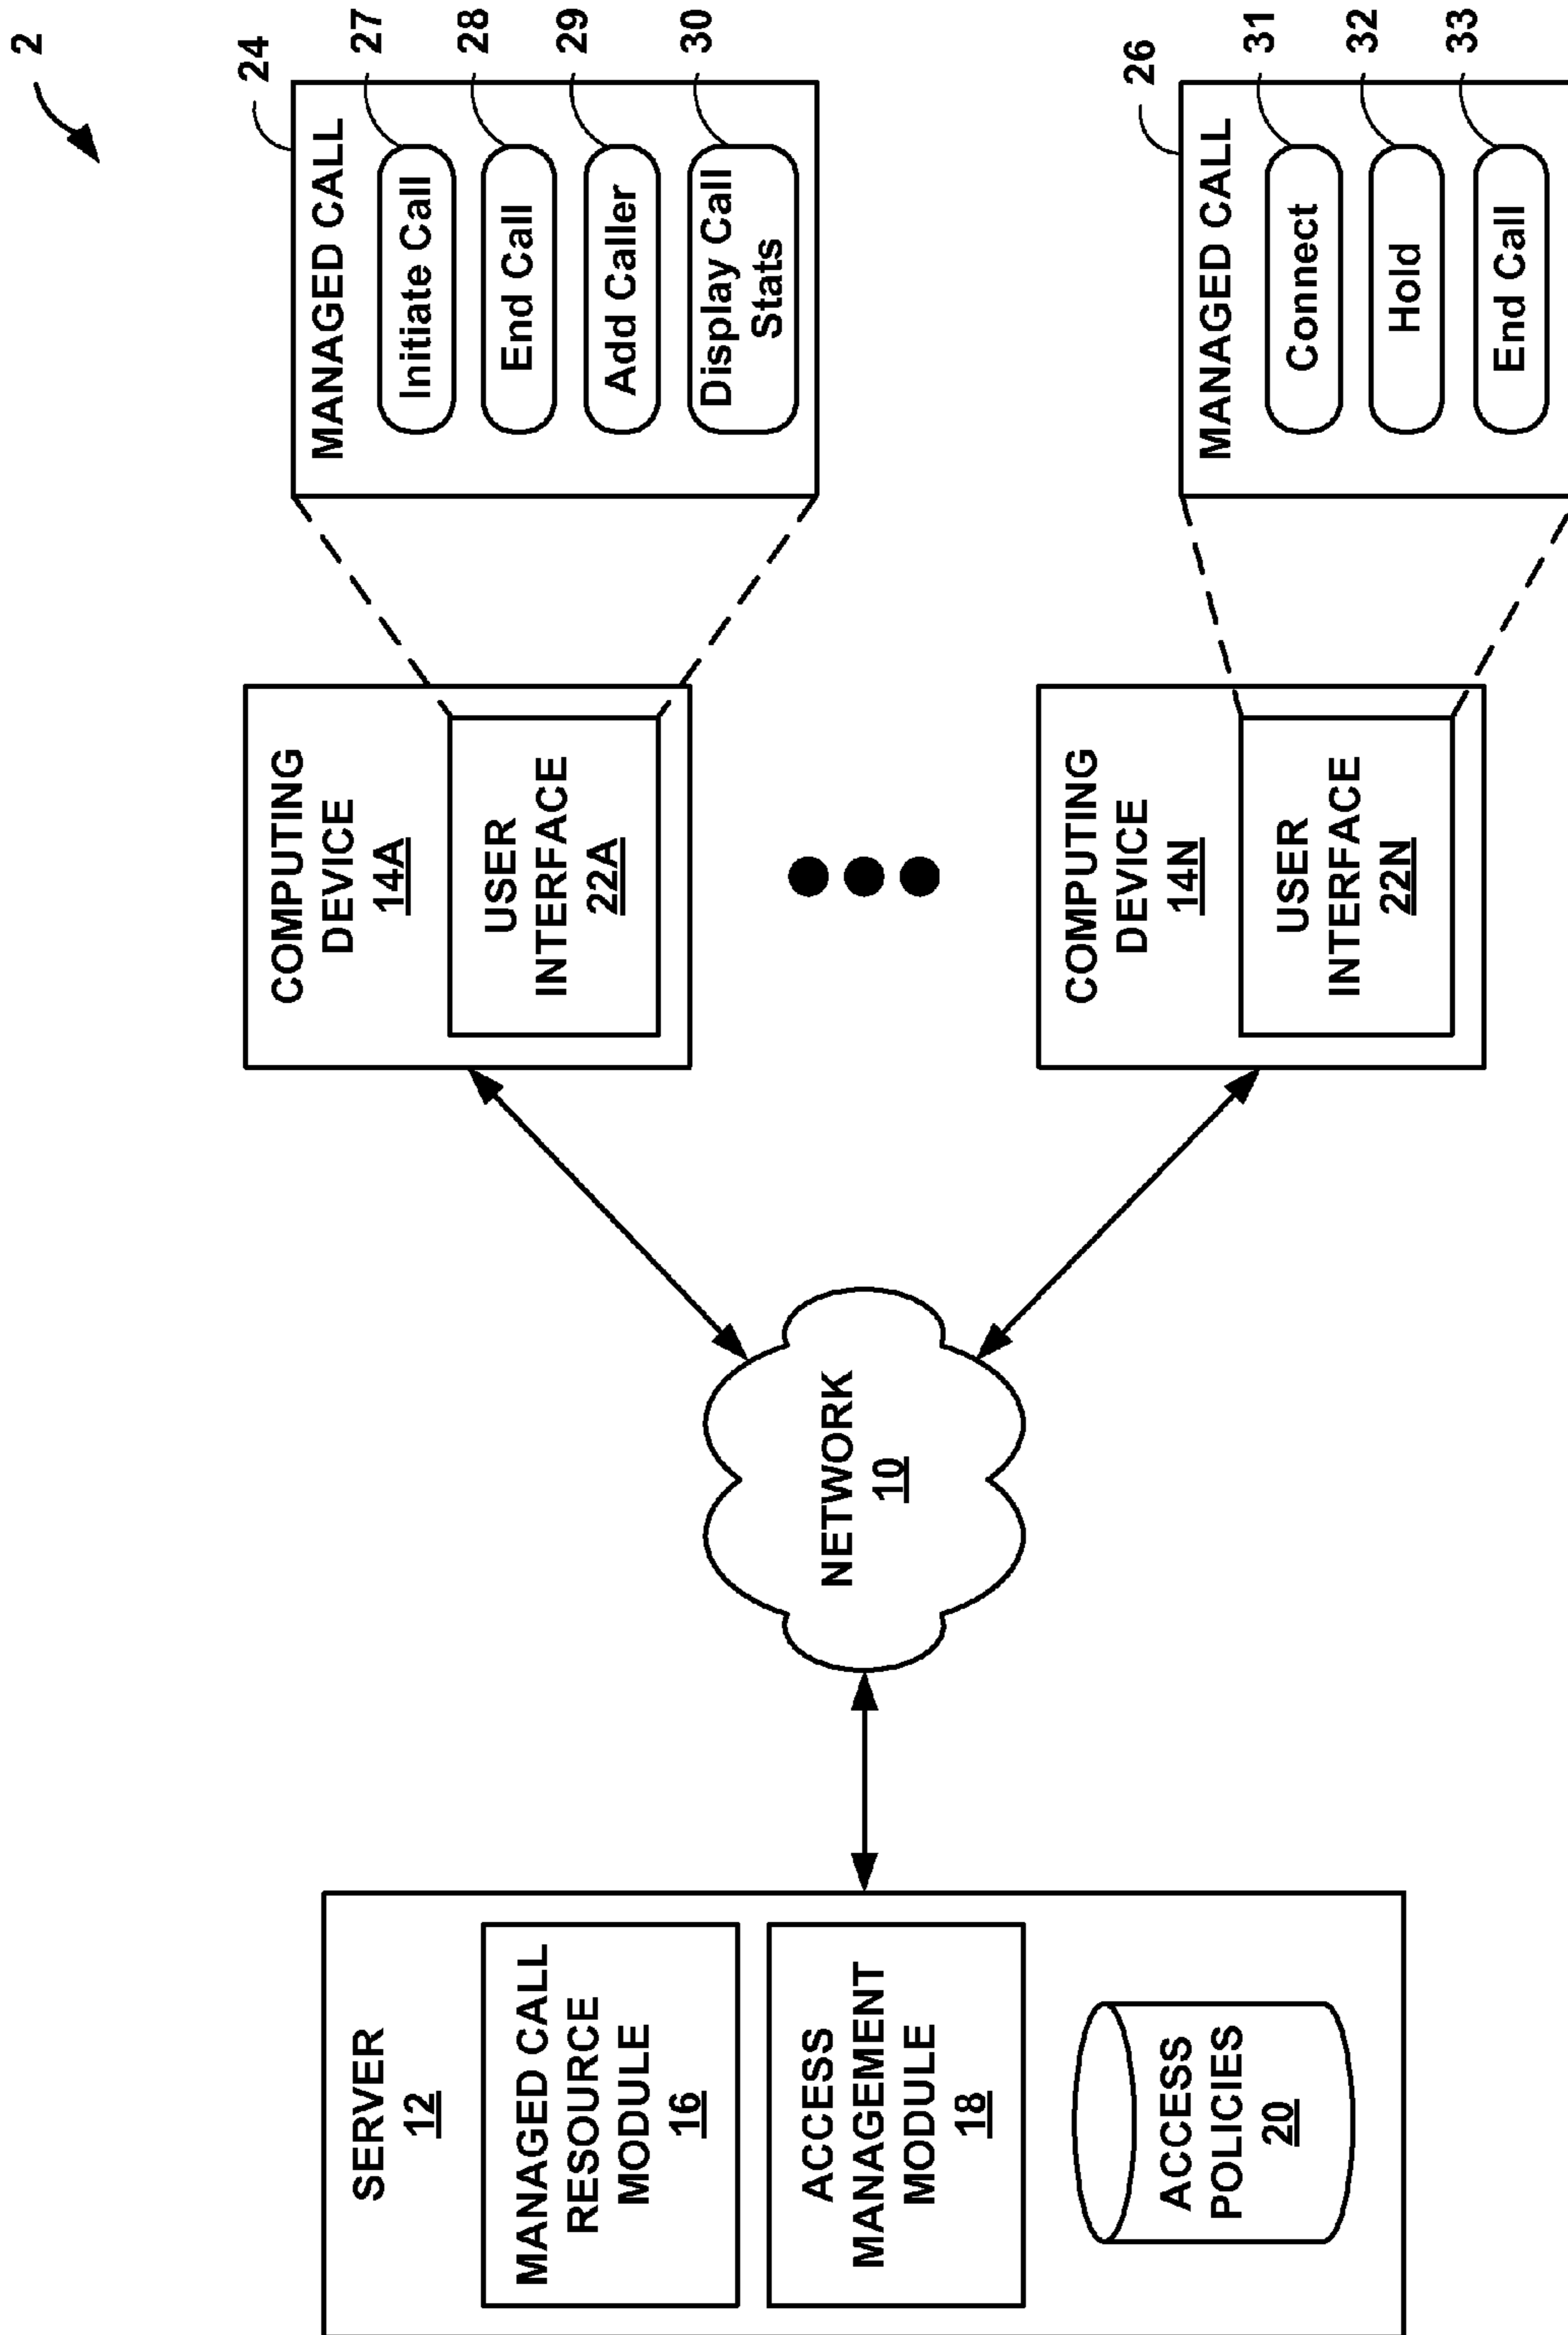 2
SERVER
12
MANAGED CALL
RESOURCE
MODULE
16
ACCESS
MANAGEMENT
MODULE
18
ACCESS
POLICIES
20
NETWORK
10
COMPUTING
DEVICE
14A
USER
INTERFACE
22A
COMPUTING
DEVICE
14N
USER
INTERFACE
22N
24
MANAGED CALL
Initiate Call
27
End Call
28
Add Caller
29
Display Call
Stats
30
26
MANAGED CALL
Connect
31
Hold
32
End Call
33